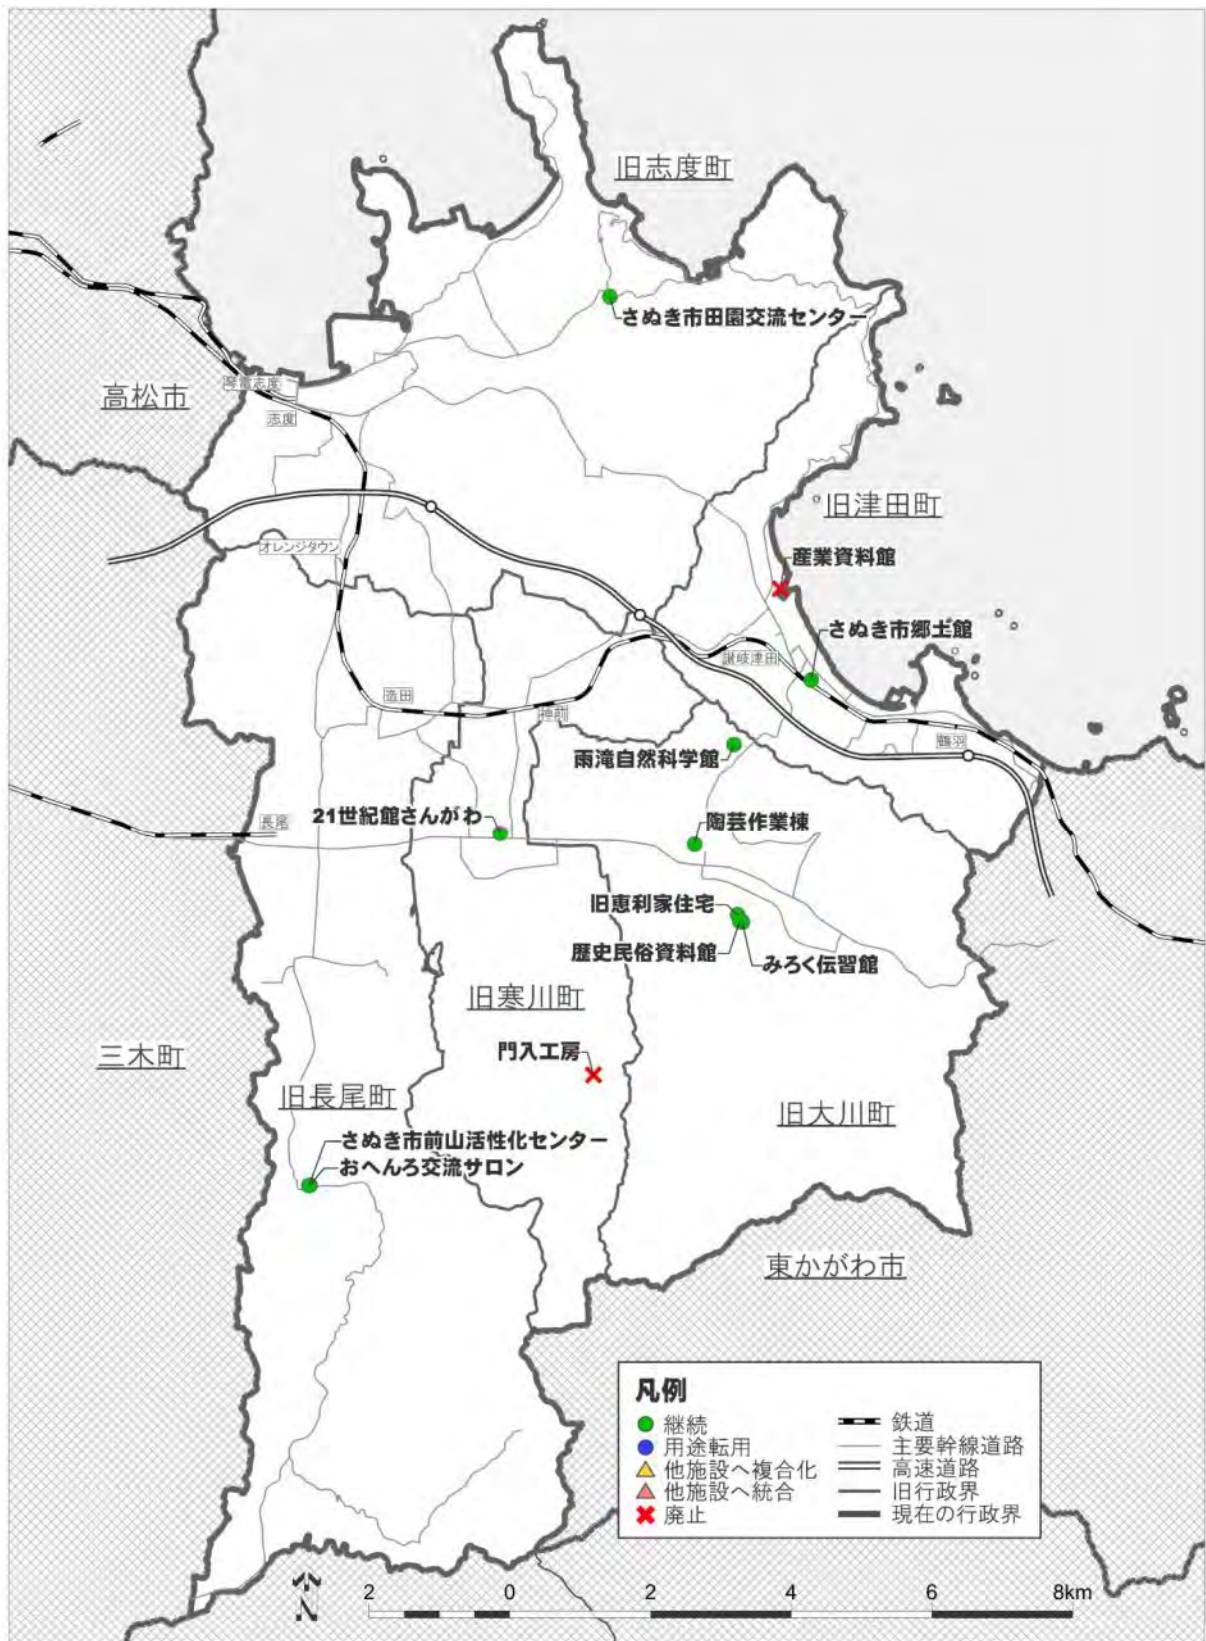 旧志度町
さぬき市田園交流センター
高松市
琴電志度
志度
旧津田町
オレンジタウン
産業資料館
さぬき市郷土館
讃岐津田
造田
神前
鶴羽
雨滝自然科学館
21世紀館さんがわ
長尾
陶芸作業棟
旧恵利家住宅
歴史民俗資料館
みろく伝習館
旧寒川町
三木町
門入工房
旧長尾町
旧大川町
さぬき市前山活性化センター
おへんろ交流サロン
東かがわ市
凡例
継続
用途転用
他施設へ複合化
他施設へ統合
廃止
鉄道
主要幹線道路
高速道路
旧行政界
現在の行政界
N
2 0 2 4 6 8km